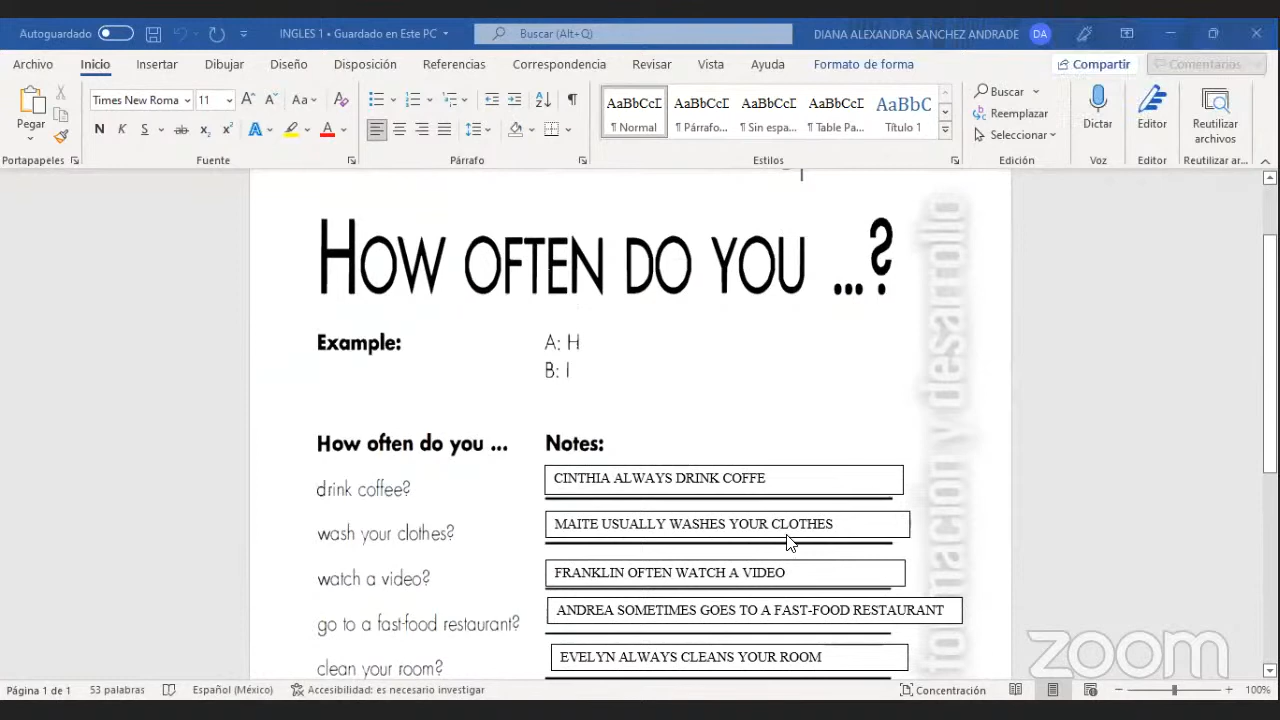 Autoguardado
INGLES 1 • Guardado en Este PC
Buscar (Alt+Q)
DIANA ALEXANDRA SANCHEZ ANDRADE
DA
Archivo
Inicio
Insertar
Dibujar
Diseño
Disposición
Referencias
Correspondencia
Revisar
Vista
Ayuda
Formato de forma
Compartir
Comentarios
Pegar
Portapapeles
Times New Roma
11
Fuente
Párrafo
AaBbCcI
¶ Normal
AaBbCcI
¶ Párrafo...
AaBbCcI
¶ Sin espa...
AaBbCcI
¶ Table Pa...
AaBbC
Título 1
Estilos
Buscar
Reemplazar
Seleccionar
Edición
Dictar
Voz
Editor
Editor
Reutilizar
archivos
Reutilizar ar...
HOW OFTEN DO YOU ...?
Example:
A: H
B: I
How often do you ...
Notes:
drink coffee?
CINTHIA ALWAYS DRINK COFFE
wash your clothes?
MAITE USUALLY WASHES YOUR CLOTHES
watch a video?
FRANKLIN OFTEN WATCH A VIDEO
go to a fast-food restaurant?
ANDREA SOMETIMES GOES TO A FAST-FOOD RESTAURANT
clean your room?
EVELYN ALWAYS CLEANS YOUR ROOM
y desarrollo
zoom
Página 1 de 1
53 palabras
Español (México)
Accesibilidad: es necesario investigar
Concentración
100%